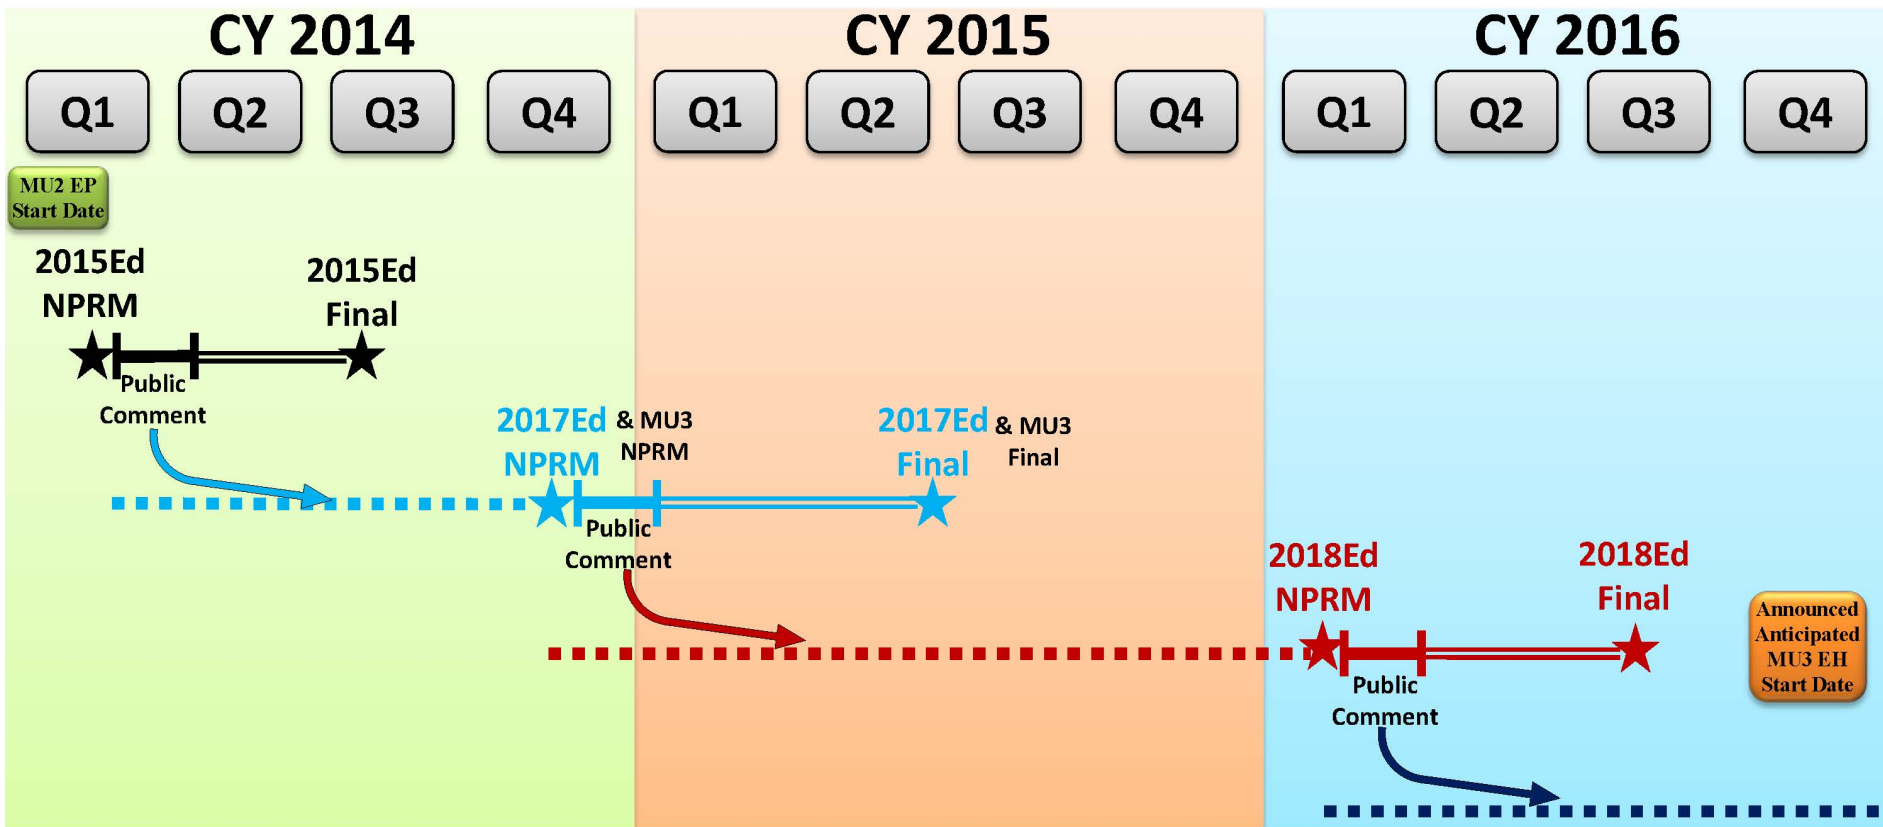 CY 2014
CY 2015
CY 2016
Q1
Q2
Q3
Q4
Q1
Q2
Q3
Q4
Q1
Q2
Q3
Q4
MU2 EP
Start Date
2015Ed
NPRM
2015Ed
Final
Public
Comment
2017Ed & MU3
NPRM NPRM
2017Ed & MU3
Final Final
Public
Comment
2018Ed
NPRM
2018Ed
Final
Public
Comment
Announced
Anticipated
MU3 EH
Start Date